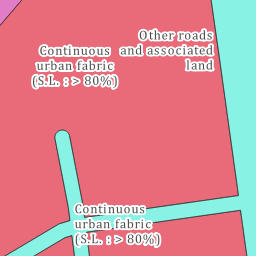 Other roads
and associated
land
Continuous
urban fabric
(S.L. : > 80%)
Continuous
urban fabric
(S.L. : > 80%)